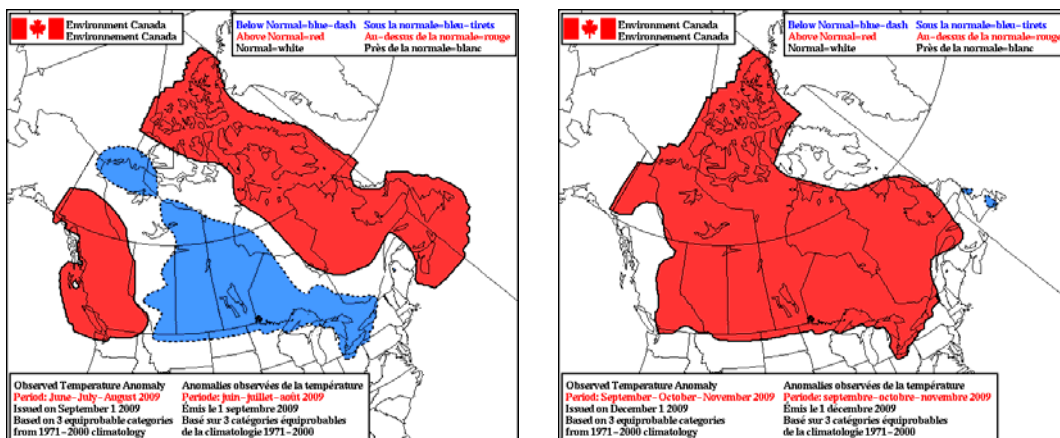 Environment Canada
Environnement Canada
Below Normal=blue-dash Sous la normale=bleu-tirets
Above Normal=red Au-dessus de la normale=rouge
Normal=white Près de la normale=blanc
Observed Temperature Anomaly
Period: June-July-August 2009
Issued on September 1 2009
Based on 3 equiprobable categories
from 1971-2000 climatology
Anomalies observées de la température
Periode: juin-juillet-août 2009
Émis le 1 septembre 2009
Basé sur 3 catégories équiprobables
de la climatologie 1971-2000
Environment Canada
Environnement Canada
Below Normal=blue-dash Sous la normale=bleu-tirets
Above Normal=red Au-dessus de la normale=rouge
Normal=white Près de la normale=blanc
Observed Temperature Anomaly
Period: September-October-November 2009
Issued on December 1 2009
Based on 3 equiprobable categories
from 1971-2000 climatology
Anomalies observées de la température
Periode: septembre-octobre-novembre 2009
Émis le 1 décembre 2009
Basé sur 3 catégories équiprobables
de la climatologie 1971-2000